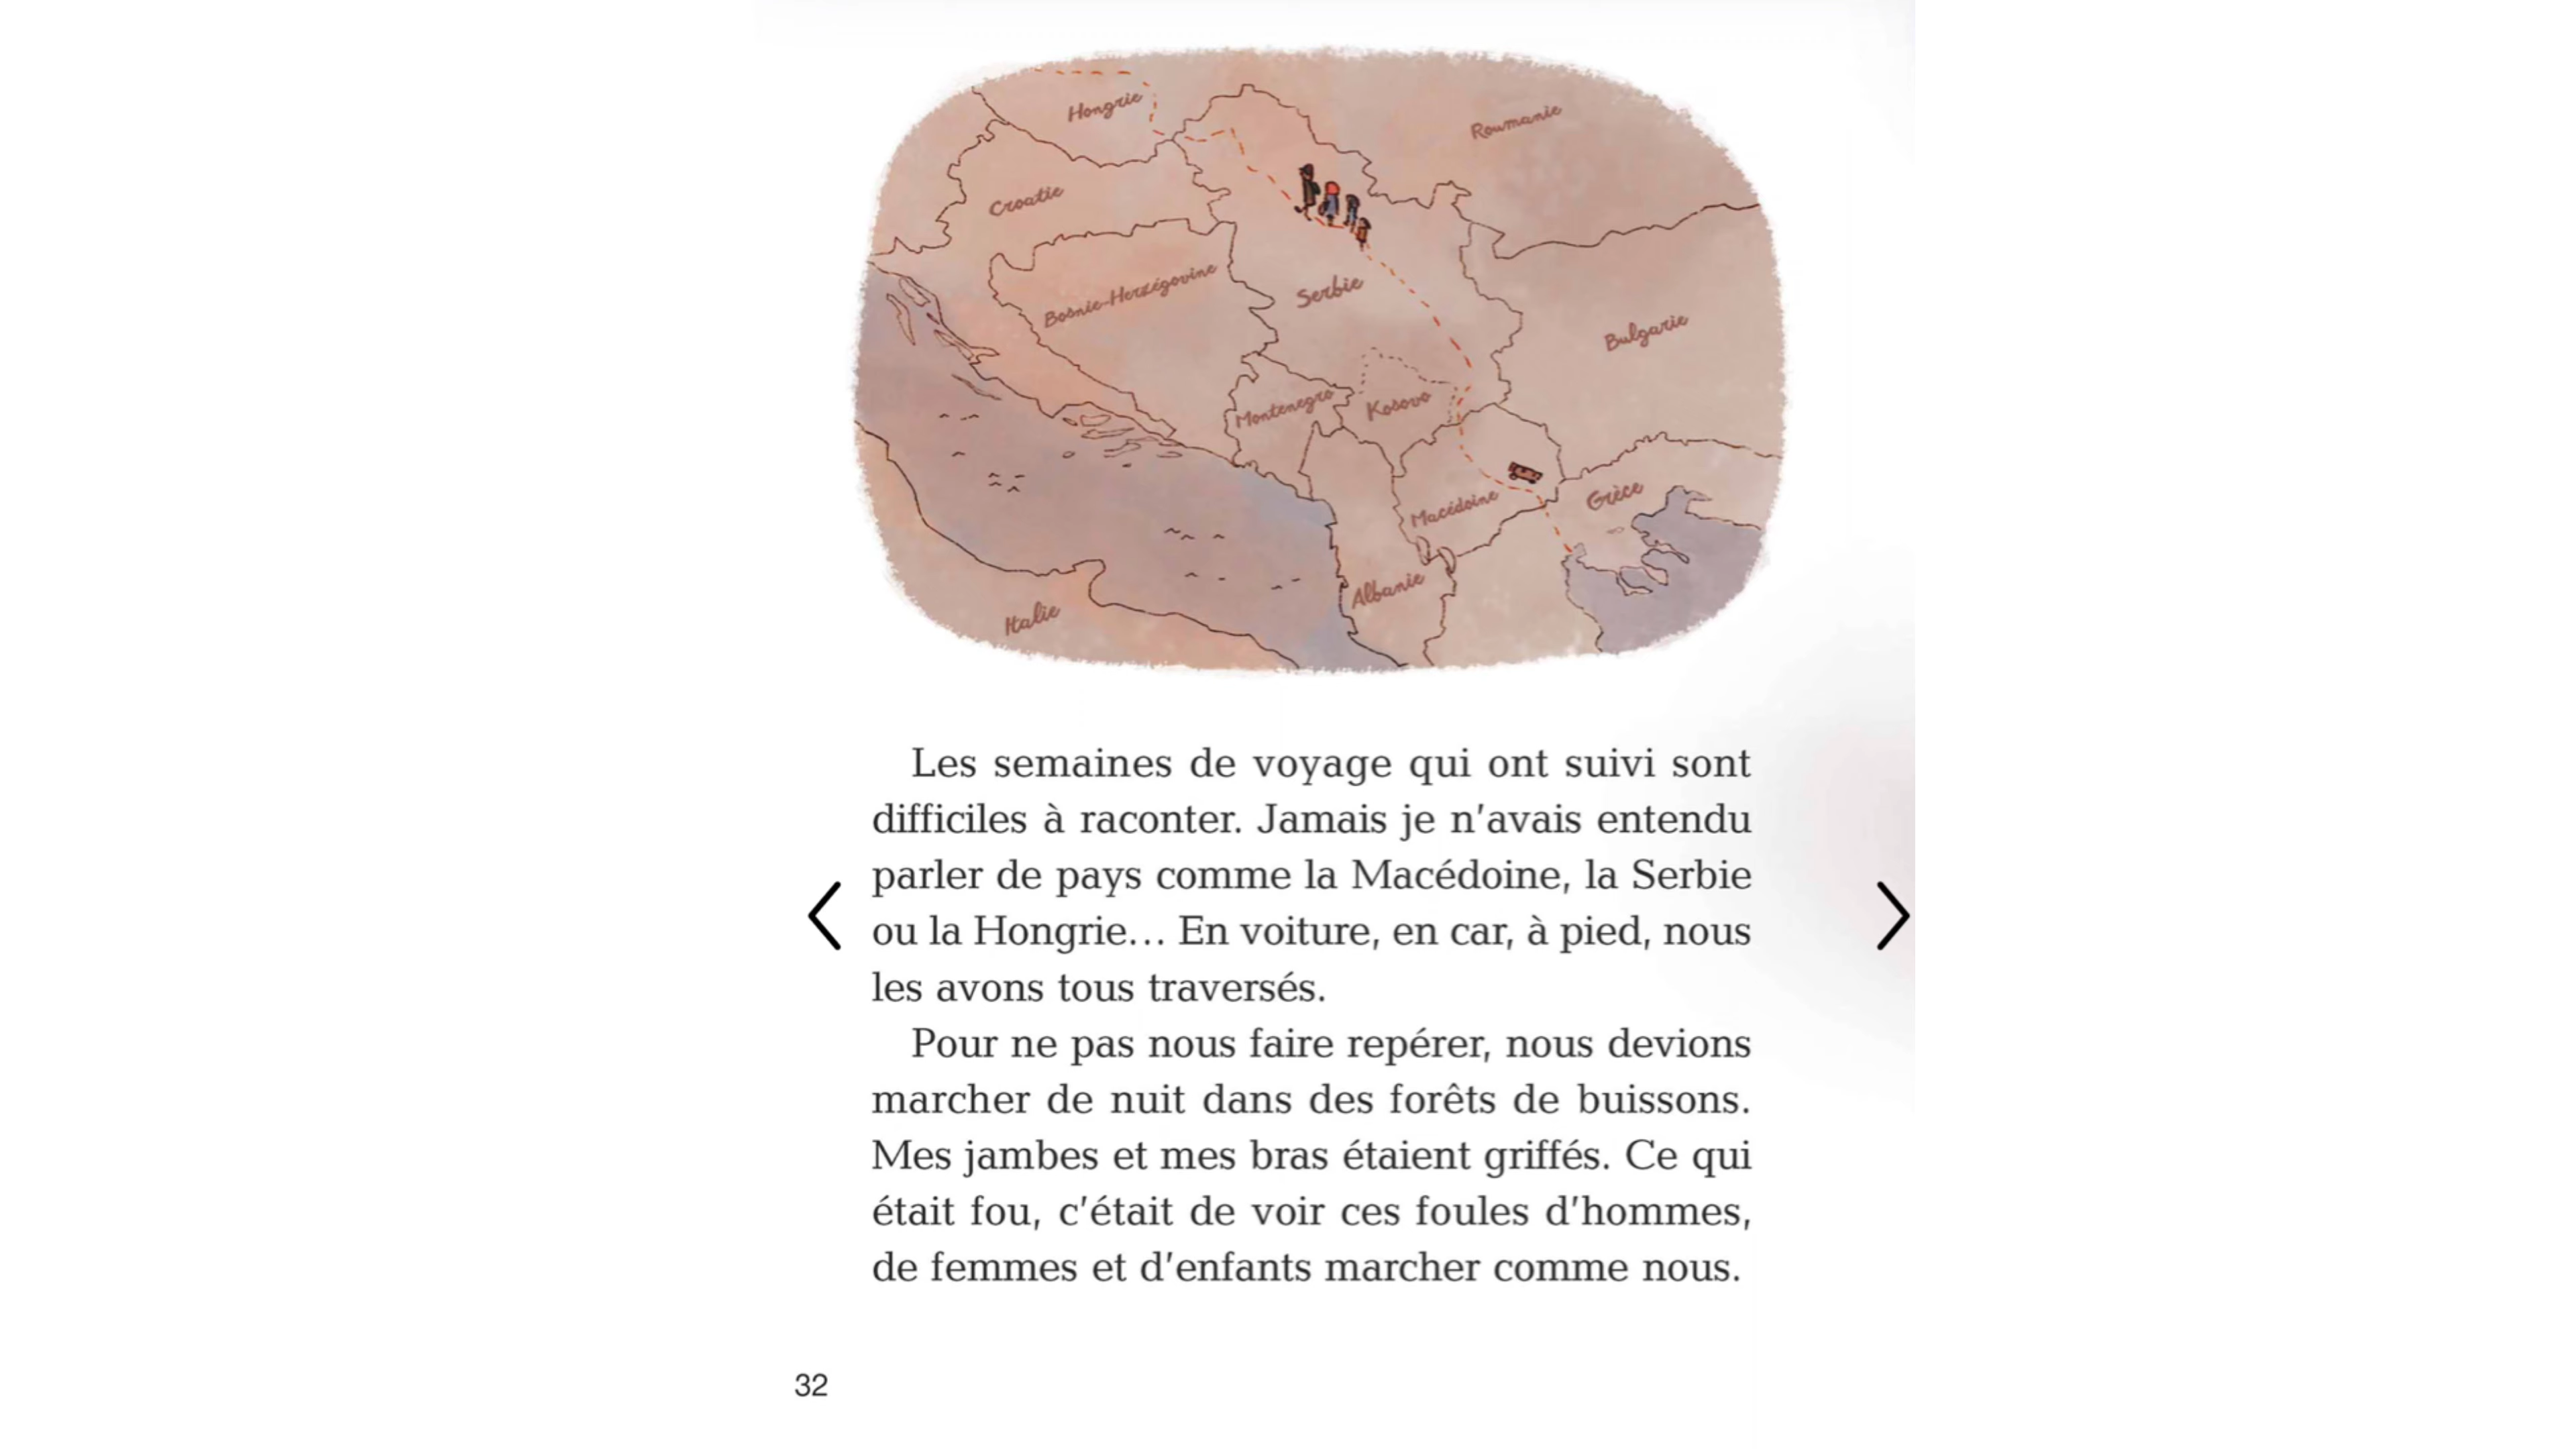 Hongrie
Roumanie
Croatie
Bosnie-Herzégovine
Serbie
Bulgarie
Montenegro
Kosovo
Macédoine
Grèce
Albanie
Italie
Les semaines de voyage qui ont suivi sont
difficiles à raconter. Jamais je n'avais entendu
parler de pays comme la Macédoine, la Serbie
ou la Hongrie… En voiture, en car, à pied, nous
les avons tous traversés.
Pour ne pas nous faire repérer, nous devions
marcher de nuit dans des forêts de buissons.
Mes jambes et mes bras étaient griffés. Ce qui
était fou, c'était de voir ces foules d'hommes,
de femmes et d'enfants marcher comme nous.
32